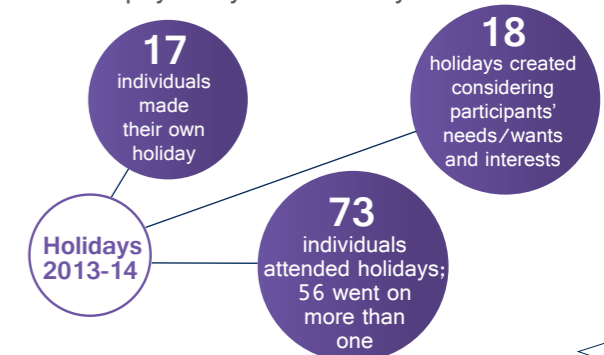 17
individuals
made
their own
holiday
18
holidays created
considering
participants'
needs/wants
and interests
Holidays
2013-14
73
individuals
attended holidays;
56 went on
more than
one